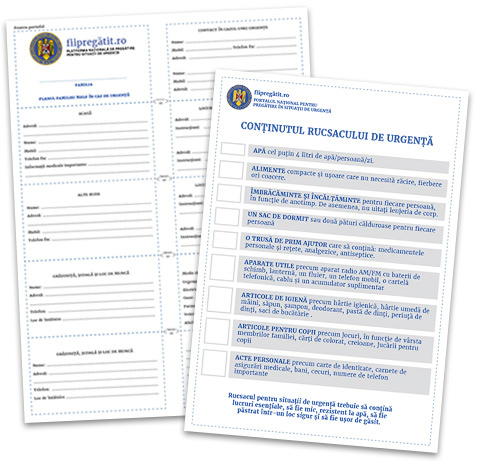 fiipregătit.ro
PLATFORMA NAȚIONALĂ DE PREGĂTIRE
PENTRU SITUAȚII DE URGENȚĂ
FAMILIA
PLANUL FAMILIEI MELE ÎN CAZ DE URGENȚĂ
ACASĂ
Adresă
Nume:
Mobil
Telefon fix
Informații medicale importante
ALTE RUDE
Nume:
Adresă
GRĂDINIȚĂ, ȘCOALĂ ȘI LOC DE MUNCĂ
Nume:
Adresă
Mobil
Loc de întâlnire
GRĂDINIȚĂ, ȘCOALĂ ȘI LOC DE MUNCĂ
Nume:
Adresă
Telefon fix
Loc de întâlnire
CONTACT ÎN CAZUL UNEI URGENȚE
Nume:
Mobil
Telefon fix
Adresă
fiipregătit.ro
PORTALUL NAȚIONAL PENTRU
PREGĂTIRE ÎN SITUAȚII DE URGENȚĂ
CONȚINUTUL RUCSACULUI DE URGENȚĂ
APĂ cel puțin 4 litri de apă/persoană/zi.
ALIMENTE compacte și ușoare care nu necesită răcire, fierbere
ori coacere.
ÎMBRĂCĂMINTE ȘI ÎNCĂLȚĂMINTE pentru fiecare persoană,
în funcție de anotimp. De asemenea, nu uitați lenjeria de corp.
UN SAC DE DORMIT sau două pături călduroase pentru fiecare
persoană
O TRUSĂ DE PRIM AJUTOR care să conțină: medicamentele
personale și rețete, analgezice, antiseptice.
APARATE UTILE precum aparat radio AM/FM cu baterii de
schimb, lanternă, un fluier, un telefon mobil, o cartelă
telefonică, cablu și un acumulator suplimentar
ARTICOLE DE IGIENĂ precum hârtie igienică, hârtie umedă de
mâini, săpun, șampon, deodorant, pastă de dinți, periuță de
dinți, saci de bucătărie .
ARTICOLE PENTRU COPII precum jocuri, în funcție de vârsta
membrilor familiei, cărți de colorat, creioane, jucării pentru
copii
ACTE PERSONALE precum carte de identitate, carnete de
asigurări medicale, bani, cecuri, numere de telefon
importante
Rucsacul pentru situații de urgență trebuie să conțină
lucruri esențiale, să fie mic, rezistent la apă, să fie
păstrat într-un loc sigur și să fie ușor de găsit.